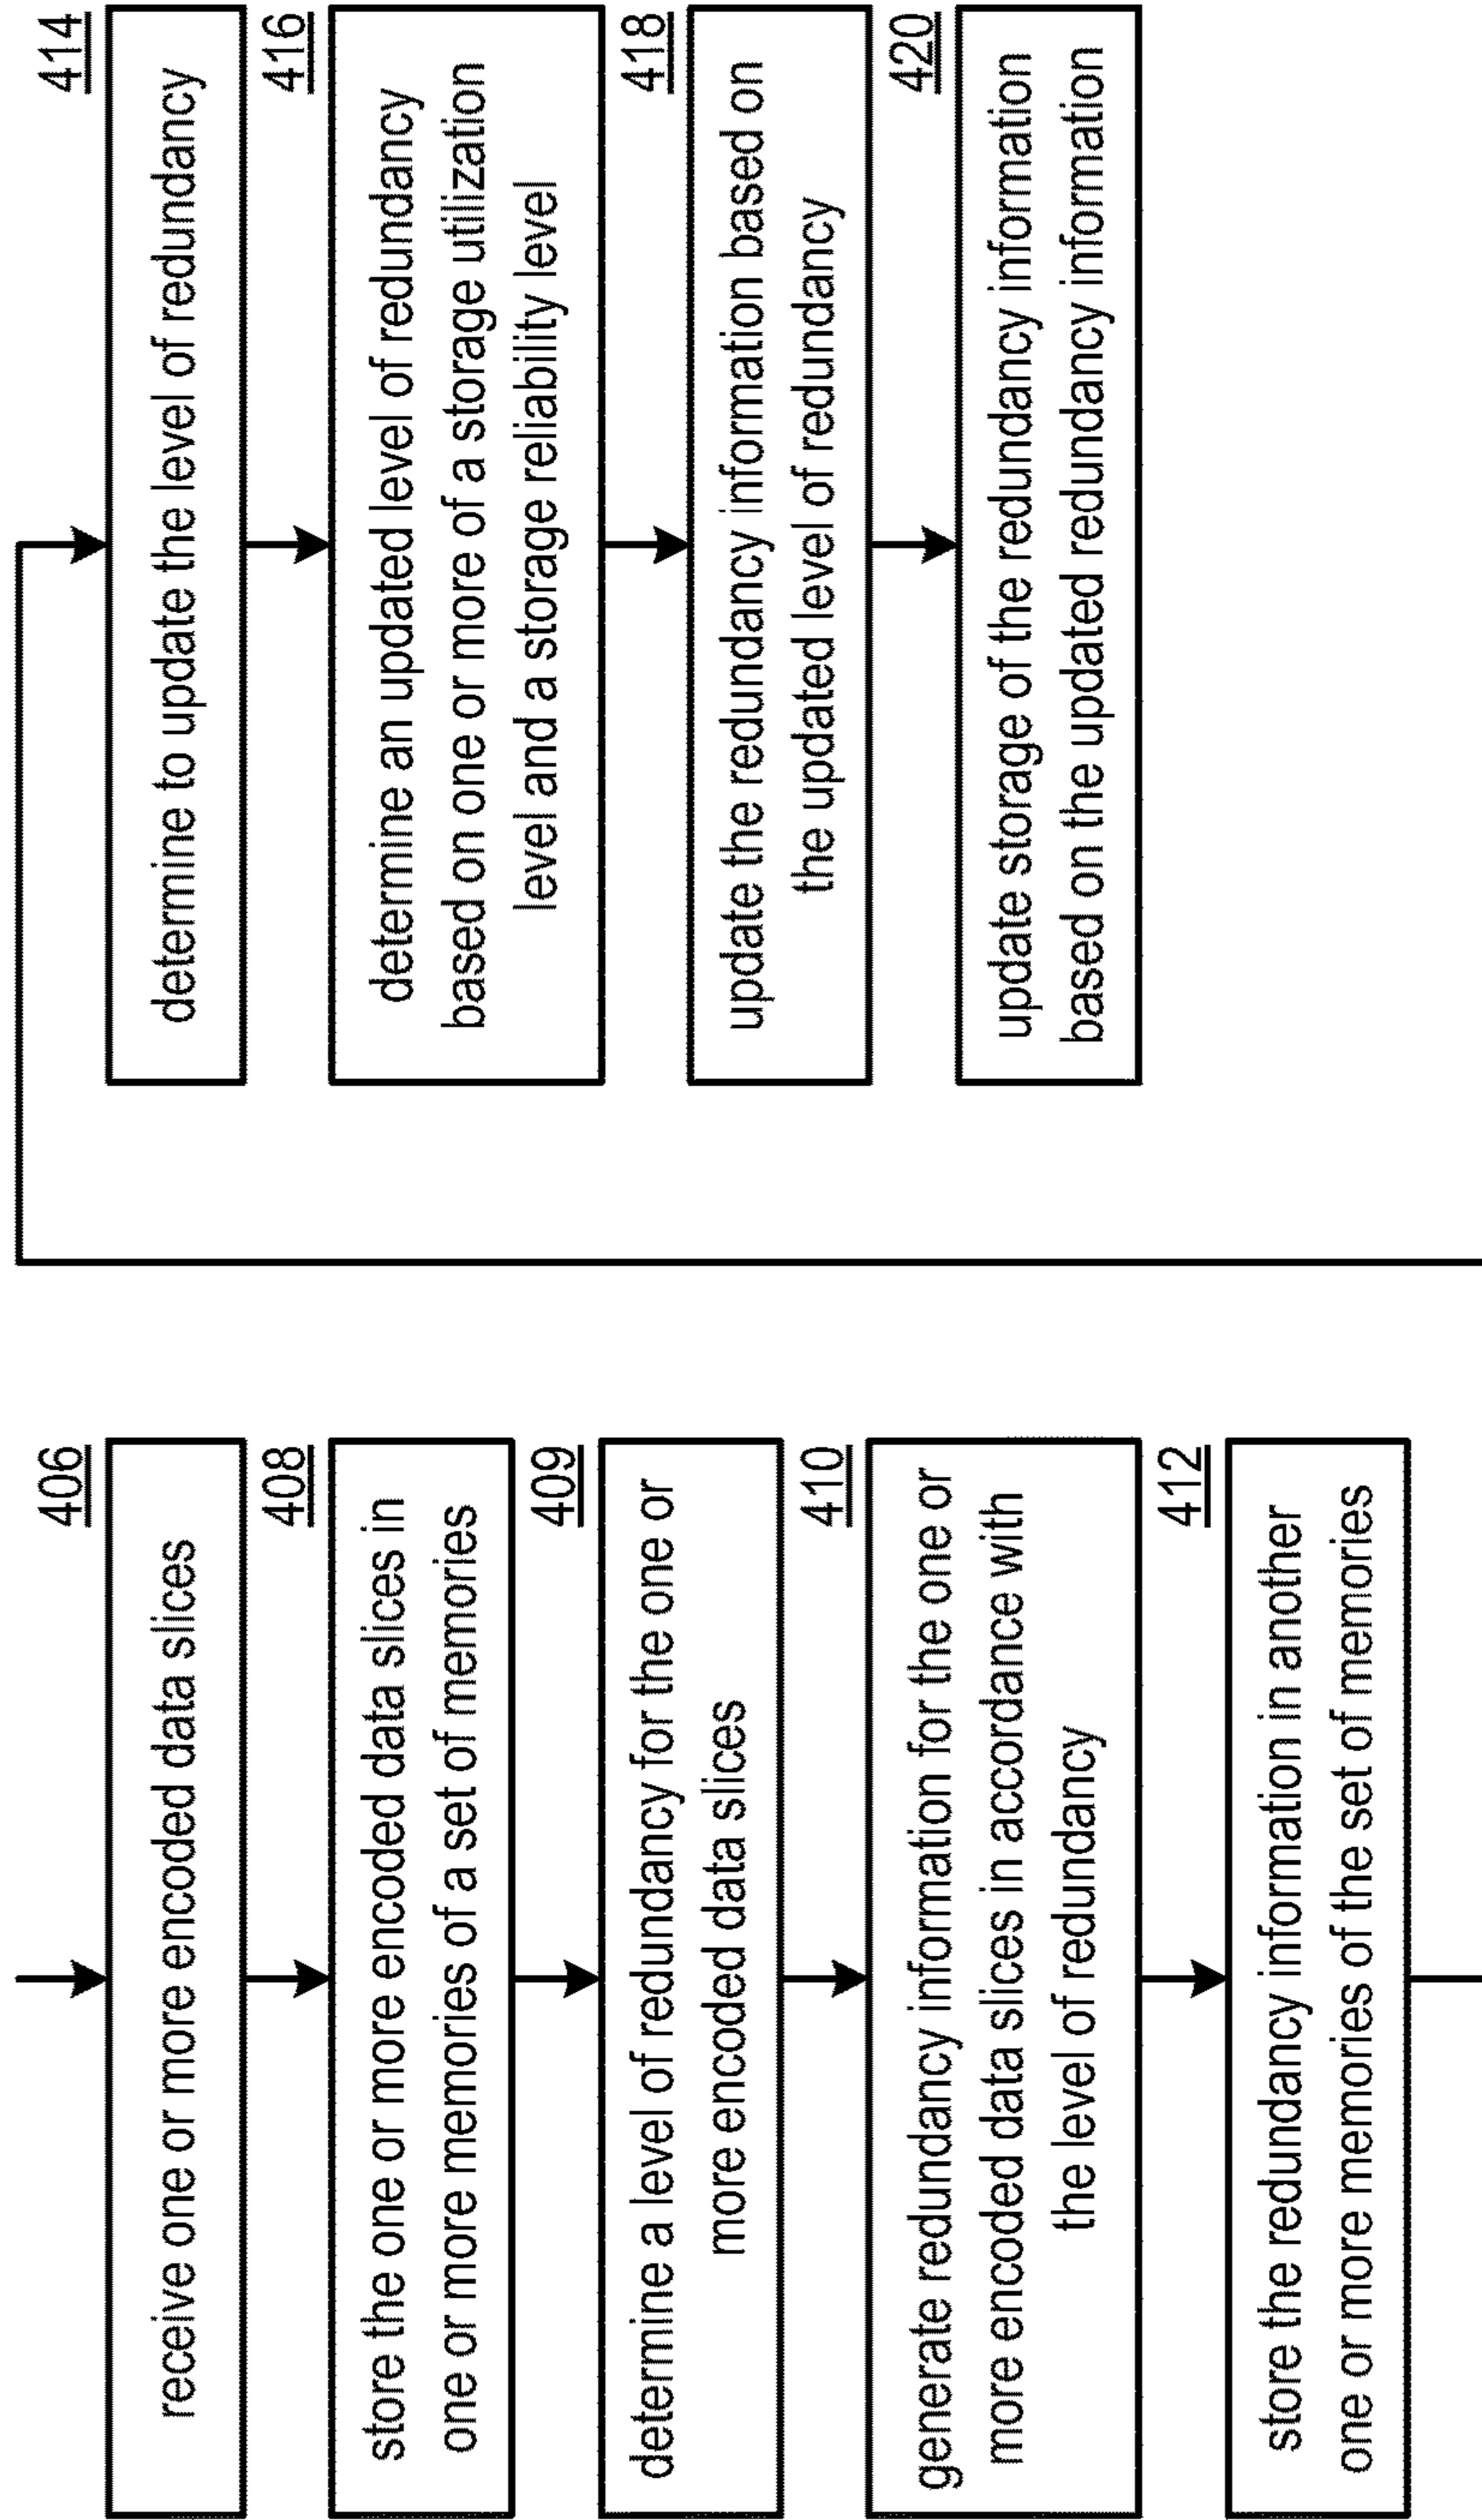 406
receive one or more encoded data slices
408
store the one or more encoded data slices in
one or more memories of a set of memories
409
determine a level of redundancy for the one or
more encoded data slices
410
generate redundancy information for the one or
more encoded data slices in accordance with
the level of redundancy
412
store the redundancy information in another
one or more memories of the set of memories
414
determine to update the level of redundancy
416
determine an updated level of redundancy
based on one or more of a storage utilization
level and a storage reliability level
418
update the redundancy information based on
the updated level of redundancy
420
update storage of the redundancy information
based on the updated redundancy information